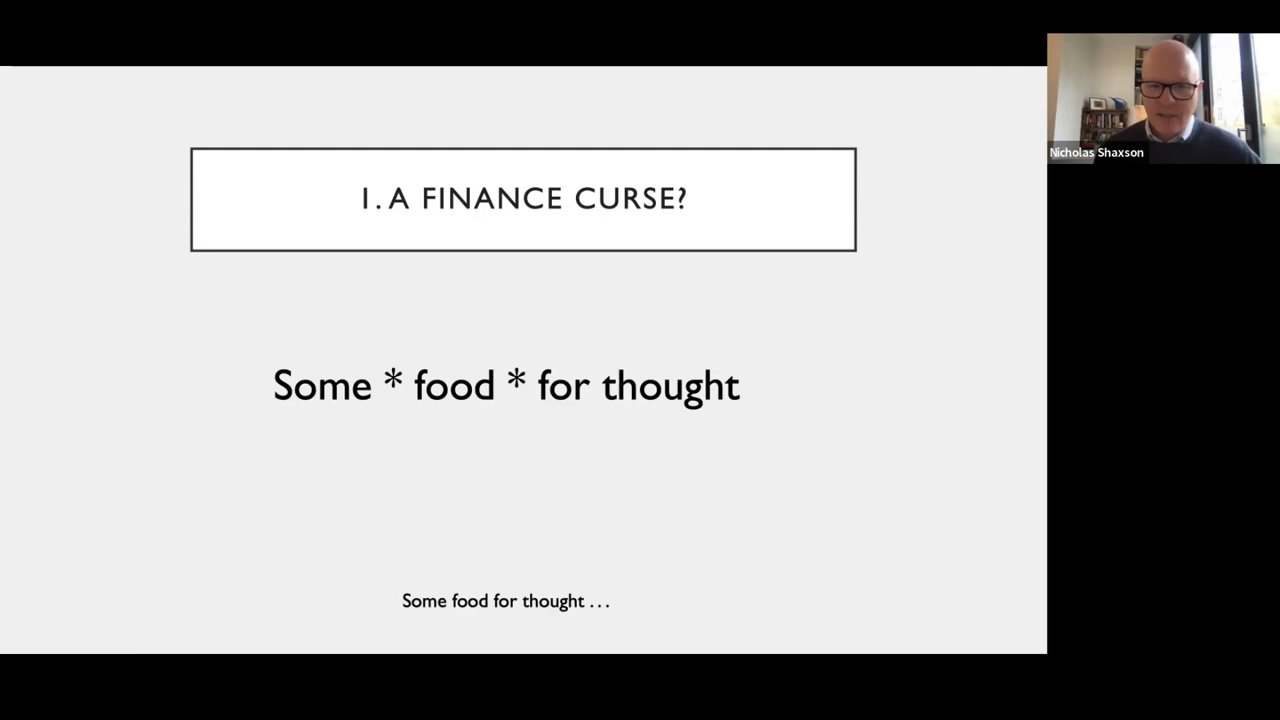 1. A FINANCE CURSE?
Some * food * for thought
Some food for thought ...
Nicholas Shaxson